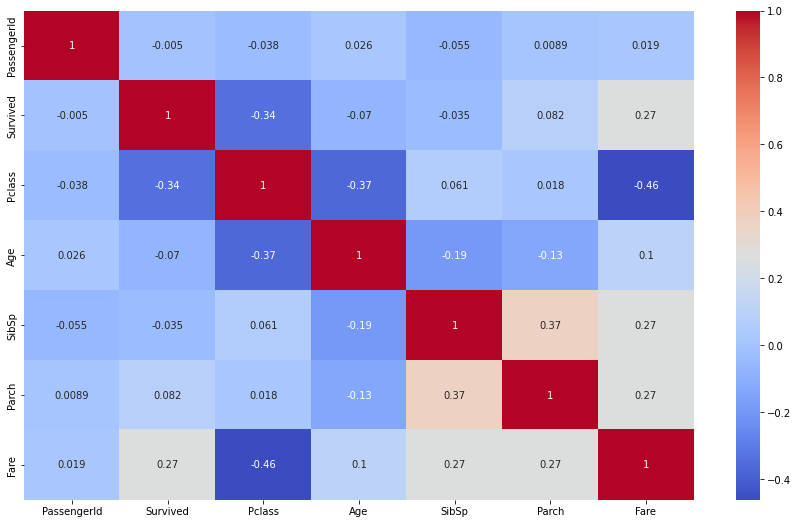 PassengerId 1 -0.005 -0.038 0.026 -0.055 0.0089 0.019
Survived -0.005 1 -0.34 -0.07 -0.035 0.082 0.27
Pclass -0.038 -0.34 1 -0.37 0.061 0.018 -0.46
Age 0.026 -0.07 -0.37 1 -0.19 -0.13 0.1
SibSp -0.055 -0.035 0.061 -0.19 1 0.37 0.27
Parch 0.0089 0.082 0.018 -0.13 0.37 1 0.27
Fare 0.019 0.27 -0.46 0.1 0.27 0.27 1
PassengerId Survived Pclass Age SibSp Parch Fare
1.0
0.8
0.6
0.4
0.2
0.0
-0.2
-0.4